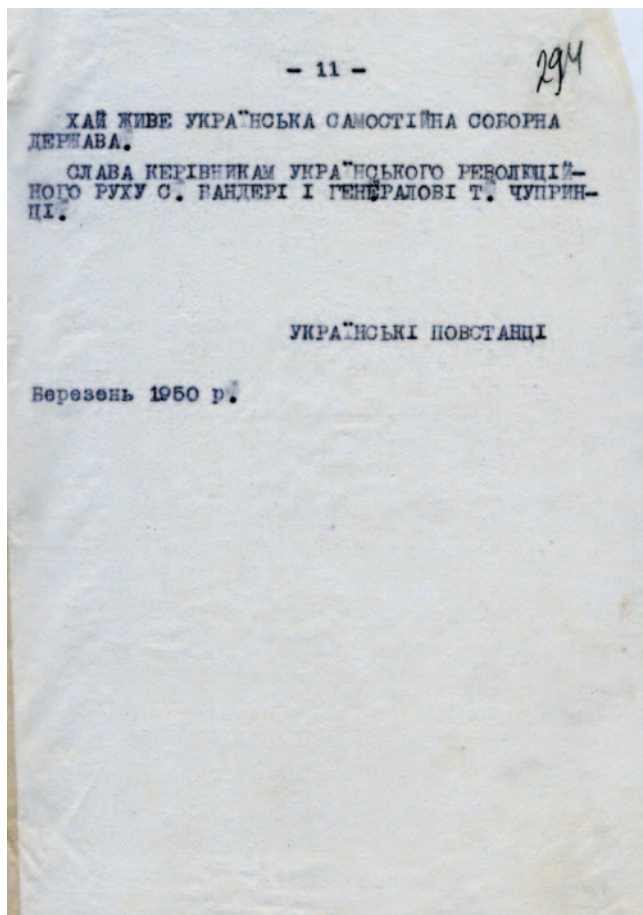 - 11 -
294
ХАЙ ЖИВЕ УКРАЇНСЬКА САМОСТІЙНА СОБОРНА
ДЕРЖАВА.
СЛАВА КЕРІВНИКАМ УКРАЇНСЬКОГО РЕВОЛЮЦІЙ-
НОГО РУХУ С. БАНДЕРІ І ГЕНЕРАЛОВІ Т. ЧУПРИН-
ЦІ.
УКРАЇНСЬКІ ПОВСТАНЦІ
Березень 1950 р.